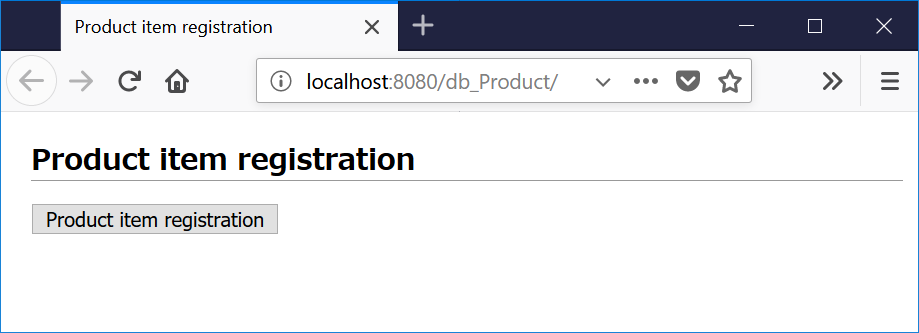 Product item registration
localhost:8080/db_Product/
Product item registration
Product item registration